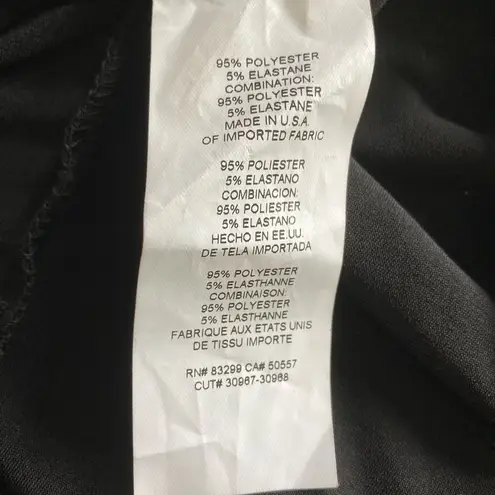 95% POLYESTER
5% ELASTANE
COMBINATION:
95% POLYESTER
5% ELASTANE
MADE IN U.S.A
OF IMPORTED FABRIC
95% POLIESTER
5% ELASTANO
COMBINACION:
95% POLIESTER
5% ELASTANO
HECHO EN EE.UU.
DE TELA IMPORTADA
95% POLYESTER
5% ELASTHANNE
COMBINAISON:
95% POLYESTER
5% ELASTHANNE
FABRIQUE AUX ETATS UNIS
DE TISSU IMPORTE
RN# 83299 CA# 50557
CUT# 30967-30968